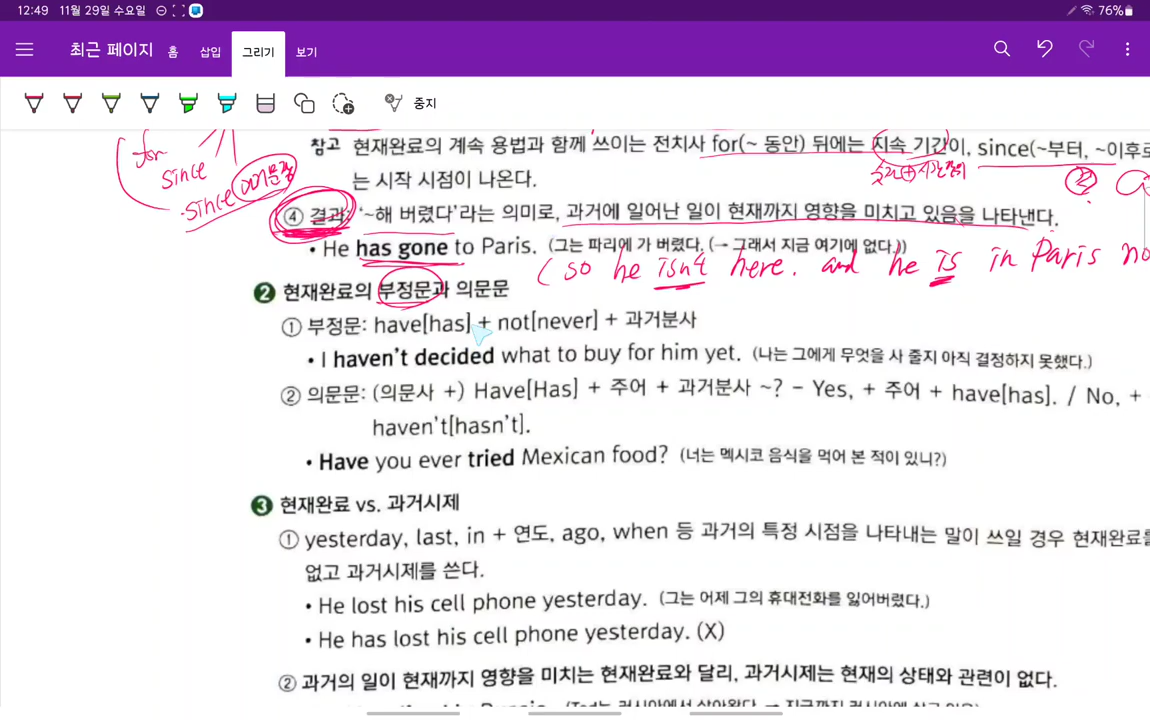 12:49 11월 29일 수요일 76%
최근 페이지 홈 삽입 그리기 보기
중지
참고 현재완료의 계속 용법과 함께 쓰이는 전치사 for(~ 동안) 뒤에는 지속 기간이, since(~부터, ~이후로
for
since
는 시작 시점이 나온다.
since
④ 결과: '~해 버렸다'라는 의미로, 과거에 일어난 일이 현재까지 영향을 미치고 있음을 나타낸다.
• He has gone to Paris. (그는 파리에 가 버렸다. (→ 그래서 지금 여기에 없다.))
(so he isn't here. and he is in Paris no
2 현재완료의 부정문과 의문문
① 부정문: have[has] + not[never] + 과거분사
• I haven't decided what to buy for him yet. (나는 그에게 무엇을 사 줄지 아직 결정하지 못했다.)
② 의문문: (의문사 +) Have[Has] + 주어 + 과거분사 ~? – Yes, + 주어 + have[has]. / No, +
haven't[hasn't].
• Have you ever tried Mexican food? (너는 멕시코 음식을 먹어 본 적이 있니?)
3 현재완료 vs. 과거시제
① yesterday, last, in + 연도, ago, when 등 과거의 특정 시점을 나타내는 말이 쓰일 경우 현재완료를
없고 과거시제를 쓴다.
• He lost his cell phone yesterday. (그는 어제 그의 휴대전화를 잃어버렸다.)
• He has lost his cell phone yesterday. (X)
② 과거의 일이 현재까지 영향을 미치는 현재완료와 달리, 과거시제는 현재의 상태와 관련이 없다.